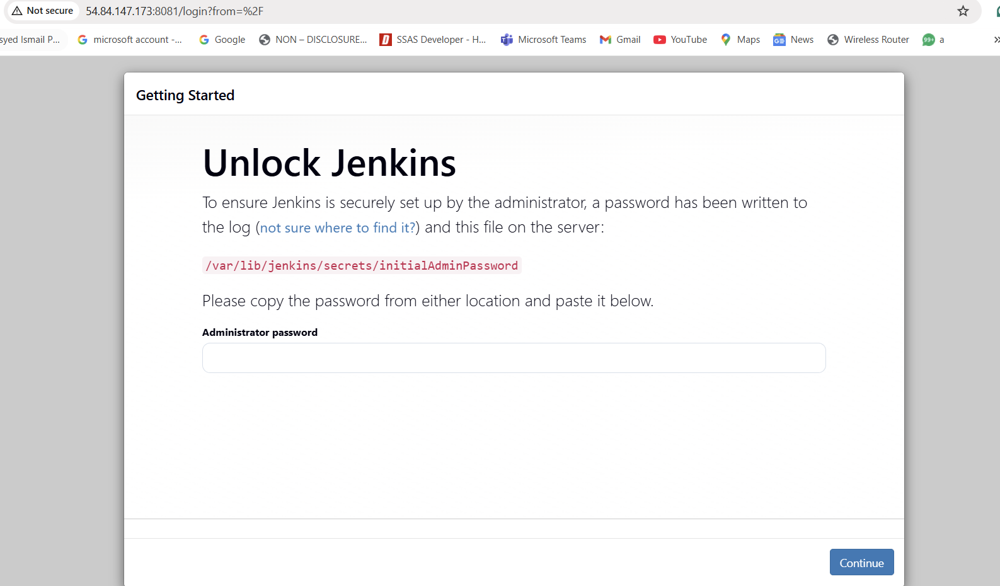 Not secure 54.84.147.173:8081/login?from=%2F
syed Ismail P... microsoft account -... Google NON – DISCLOSURE... SSAS Developer - H... Microsoft Teams Gmail YouTube Maps News Wireless Router 99+ a »
Getting Started
Unlock Jenkins
To ensure Jenkins is securely set up by the administrator, a password has been written to
the log (not sure where to find it?) and this file on the server:
/var/lib/jenkins/secrets/initialAdminPassword
Please copy the password from either location and paste it below.
Administrator password
Continue